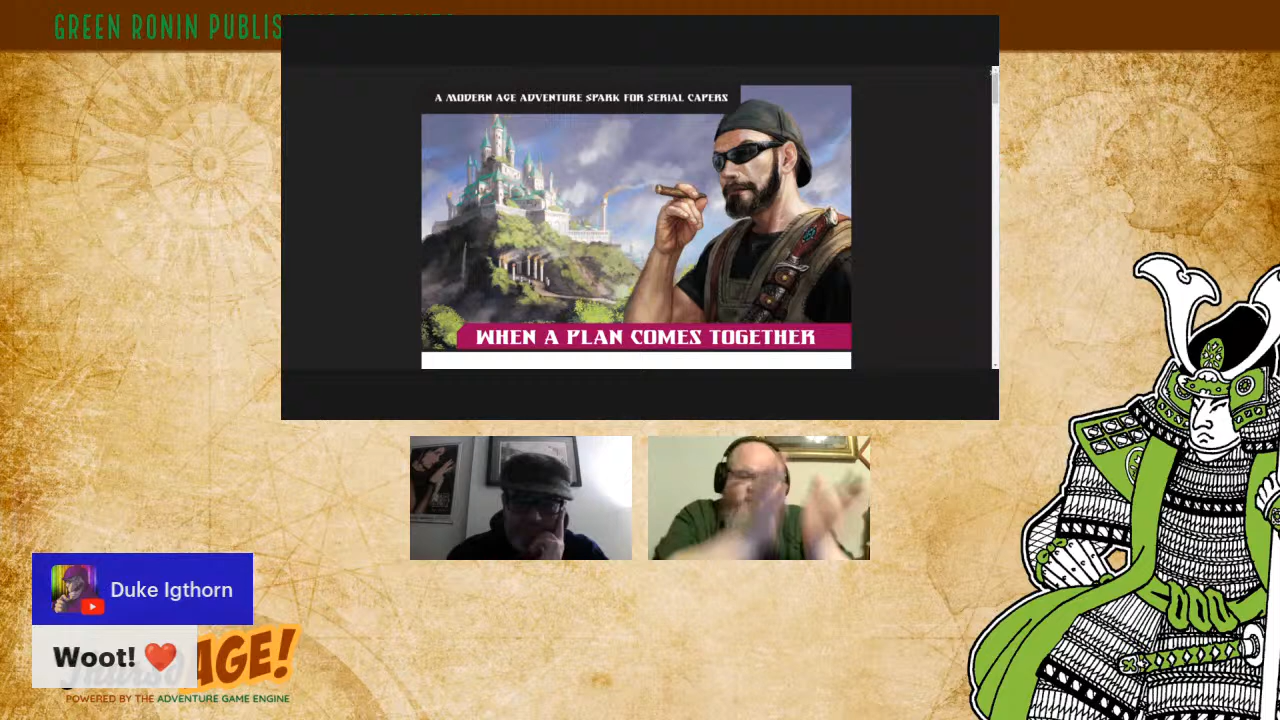 GREEN RONIN PUBLIS
A MODERN AGE ADVENTURE SPARK FOR SERIAL CAPERS
WHEN A PLAN COMES TOGETHER
Duke Igthorn
Woot! ❤️
AGE!
POWERED BY THE ADVENTURE GAME ENGINE